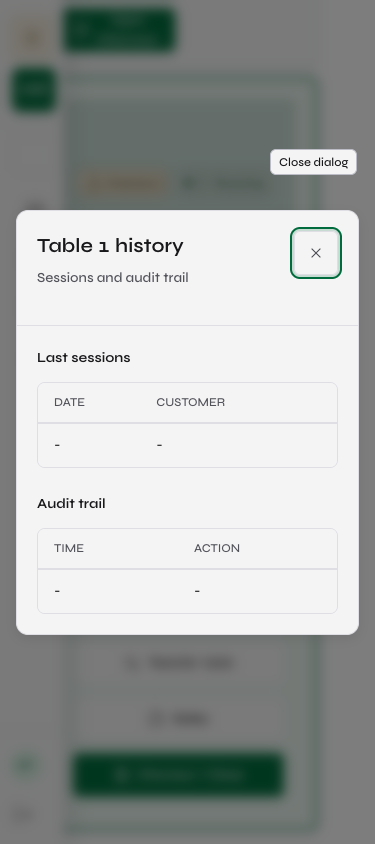 Close dialog
Table 1 history
Sessions and audit trail
Last sessions
DATE CUSTOMER
- -
Audit trail
TIME ACTION
- -